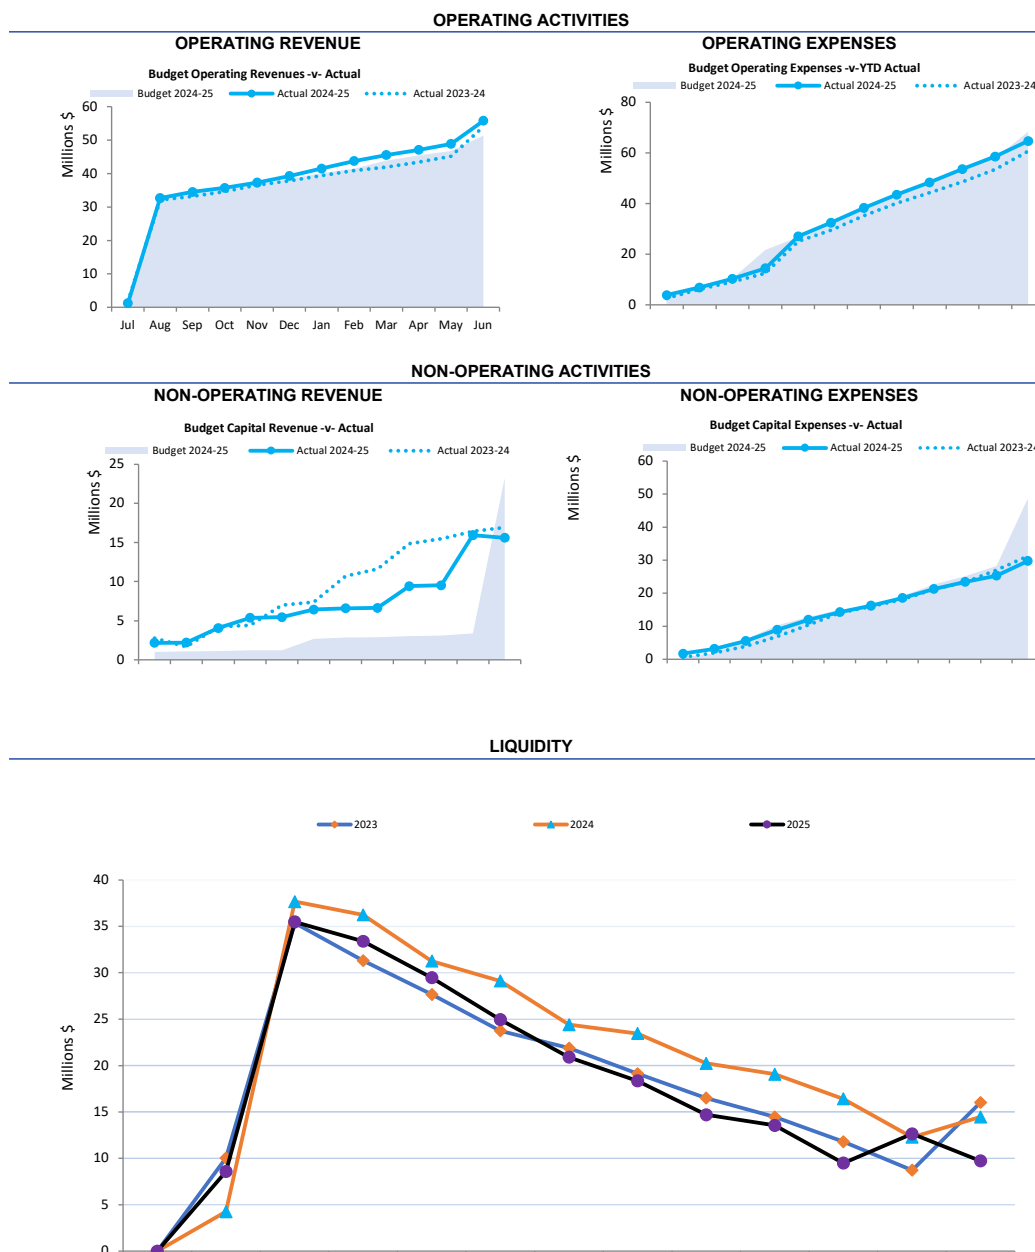 OPERATING ACTIVITIES
OPERATING REVENUE
Budget Operating Revenues -v- Actual
Budget 2024-25 Actual 2024-25 Actual 2023-24
Millions $
60
50
40
30
20
10
0
Jul Aug Sep Oct Nov Dec Jan Feb Mar Apr May Jun
OPERATING EXPENSES
Budget Operating Expenses -v-YTD Actual
Budget 2024-25 Actual 2024-25 Actual 2023-24
Millions $
80
60
40
20
0
NON-OPERATING ACTIVITIES
NON-OPERATING REVENUE
Budget Capital Revenue -v- Actual
Budget 2024-25 Actual 2024-25 Actual 2023-24
Millions $
25
20
15
10
5
0
NON-OPERATING EXPENSES
Budget Capital Expenses -v- Actual
Budget 2024-25 Actual 2024-25 Actual 2023-24
Millions $
60
50
40
30
20
10
0
LIQUIDITY
2023 2024 2025
Millions $
40
35
30
25
20
15
10
5
0